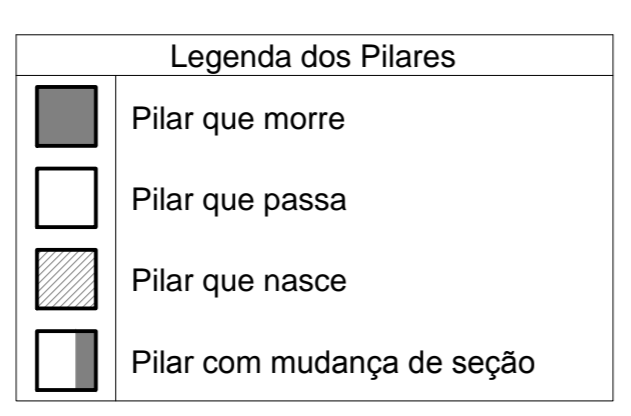 Legenda dos Pilares
Pilar que morre
Pilar que passa
Pilar que nasce
Pilar com mudança de seção